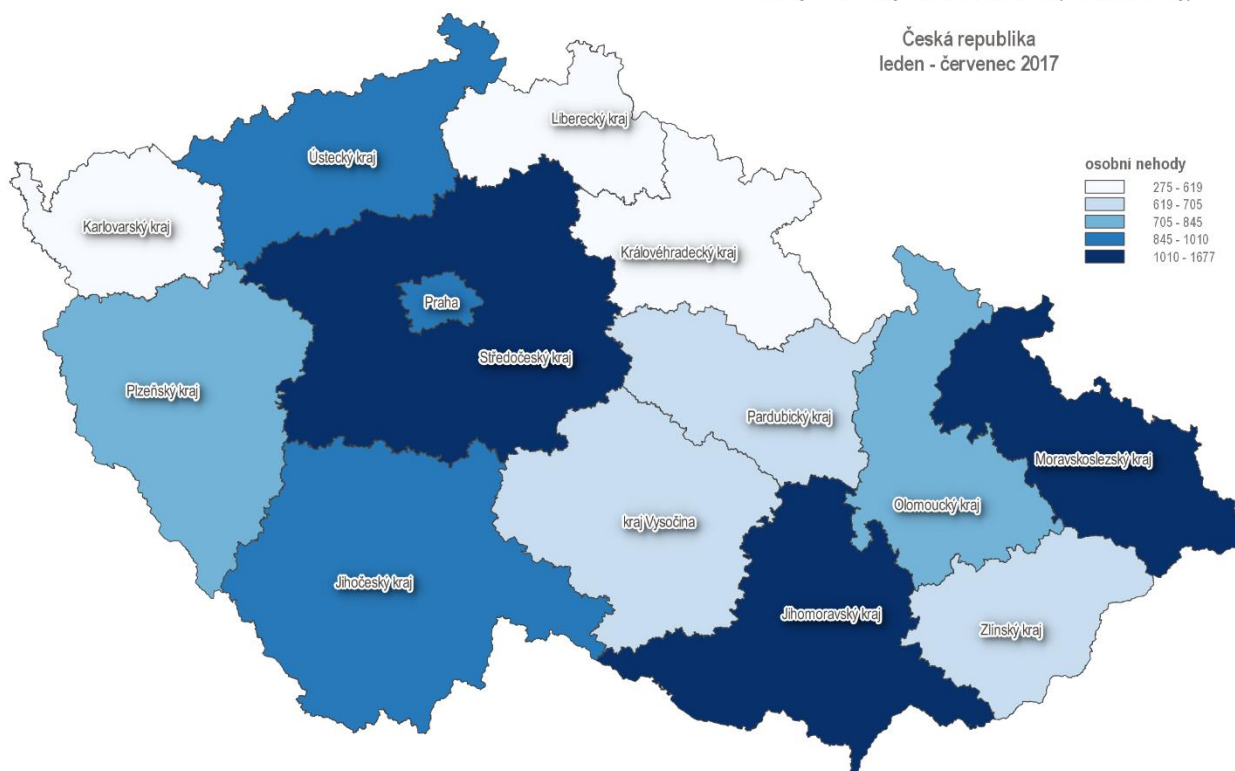 Česká republika
leden - červenec 2017
osobní nehody
275 - 619
619 - 705
705 - 845
845 - 1010
1010 - 1677
Liberecký kraj
Ústecký kraj
Karlovarský kraj
Královéhradecký kraj
Praha
Středočeský kraj
Plzeňský kraj
Pardubický kraj
Moravskoslezský kraj
Olomoucký kraj
kraj Vysočina
Jihočeský kraj
Jihomoravský kraj
Zlínský kraj